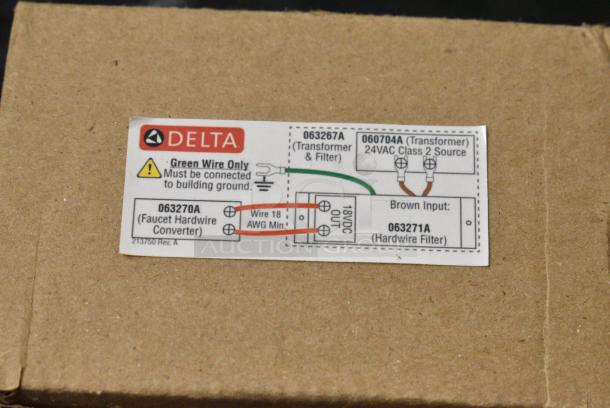 DELTA
Green Wire Only
Must be connected
to building ground.
063267A
(Transformer
& Filter)
060704A (Transformer)
24VAC Class 2 Source
063270A
(Faucet Hardwire
Converter)
Wire 18
AWG Min.
18VDC
OUT
Brown Input:
063271A
(Hardwire Filter)
213750 Rev. A
AUCTION